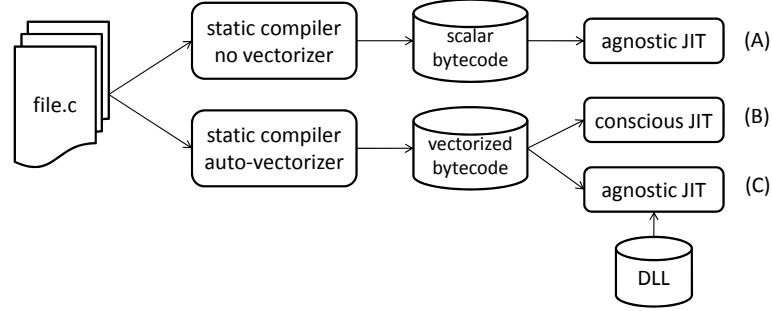 file.c
static compiler
no vectorizer
scalar
bytecode
agnostic JIT
(A)
static compiler
auto-vectorizer
vectorized
bytecode
conscious JIT
(B)
agnostic JIT
(C)
DLL